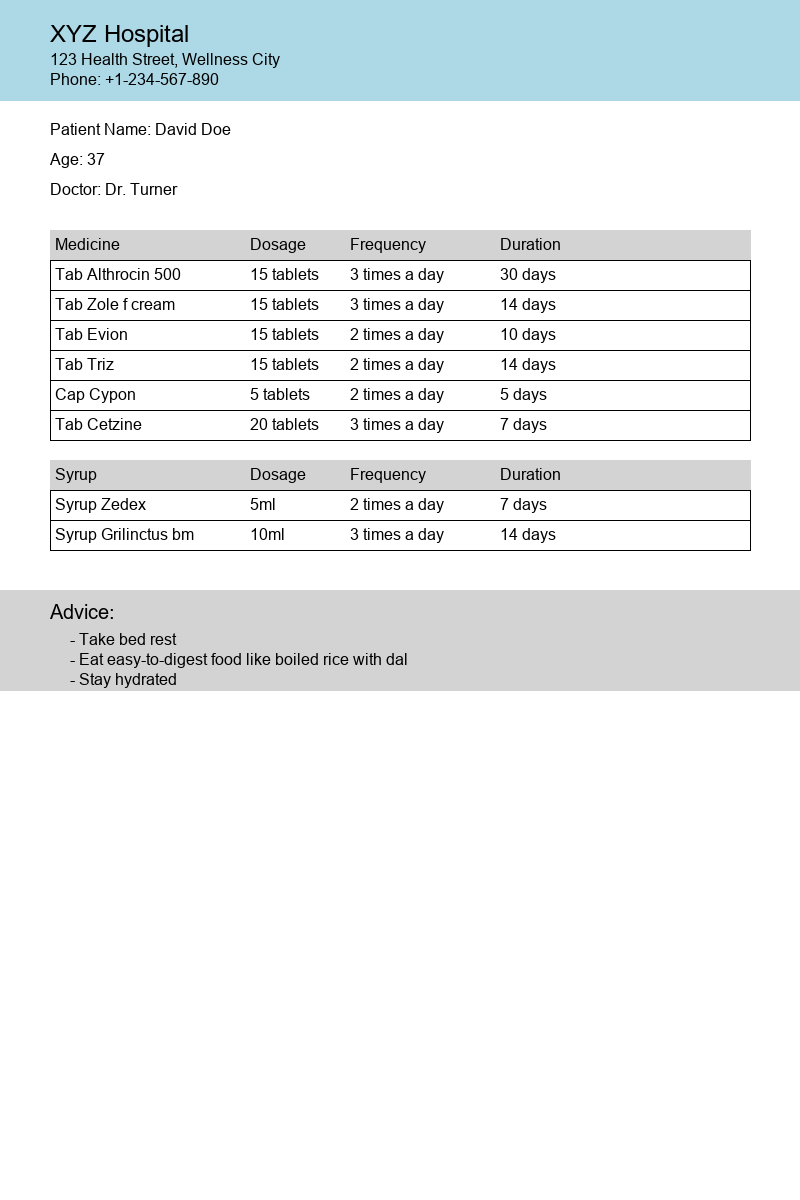 XYZ Hospital
123 Health Street, Wellness City
Phone: +1-234-567-890
Patient Name: David Doe
Age: 37
Doctor: Dr. Turner
Medicine Dosage Frequency Duration
Tab Althrocin 500 15 tablets 3 times a day 30 days
Tab Zole f cream 15 tablets 3 times a day 14 days
Tab Evion 15 tablets 2 times a day 10 days
Tab Triz 15 tablets 2 times a day 14 days
Cap Cypon 5 tablets 2 times a day 5 days
Tab Cetzine 20 tablets 3 times a day 7 days
Syrup Dosage Frequency Duration
Syrup Zedex 5ml 2 times a day 7 days
Syrup Grilinctus bm 10ml 3 times a day 14 days
Advice:
- Take bed rest
- Eat easy-to-digest food like boiled rice with dal
- Stay hydrated